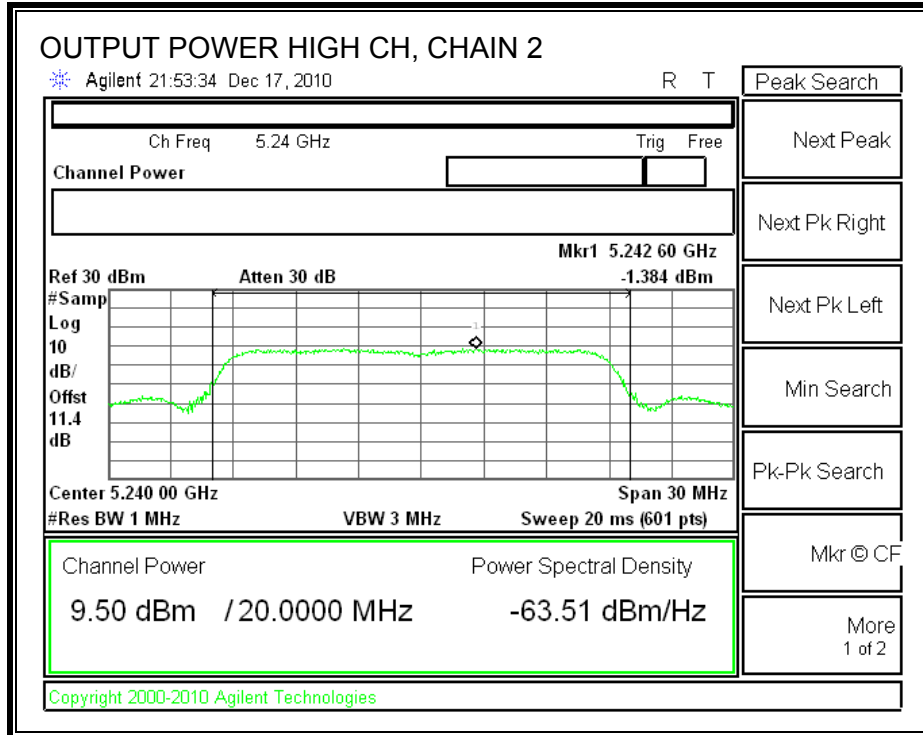 OUTPUT POWER HIGH CH, CHAIN 2
Agilent 21:53:34 Dec 17, 2010 R T
Peak Search
Ch Freq 5.24 GHz Trig Free
Channel Power
Mkr1 5.242 60 GHz
Ref 30 dBm Atten 30 dB -1.384 dBm
#Samp
Log
10
dB/
Offst
11.4
dB
1
Center 5.240 00 GHz Span 30 MHz
#Res BW 1 MHz VBW 3 MHz Sweep 20 ms (601 pts)
Channel Power Power Spectral Density
9.50 dBm / 20.0000 MHz -63.51 dBm/Hz
Copyright 2000-2010 Agilent Technologies
Next Peak
Next Pk Right
Next Pk Left
Min Search
Pk-Pk Search
Mkr © CF
More
1 of 2